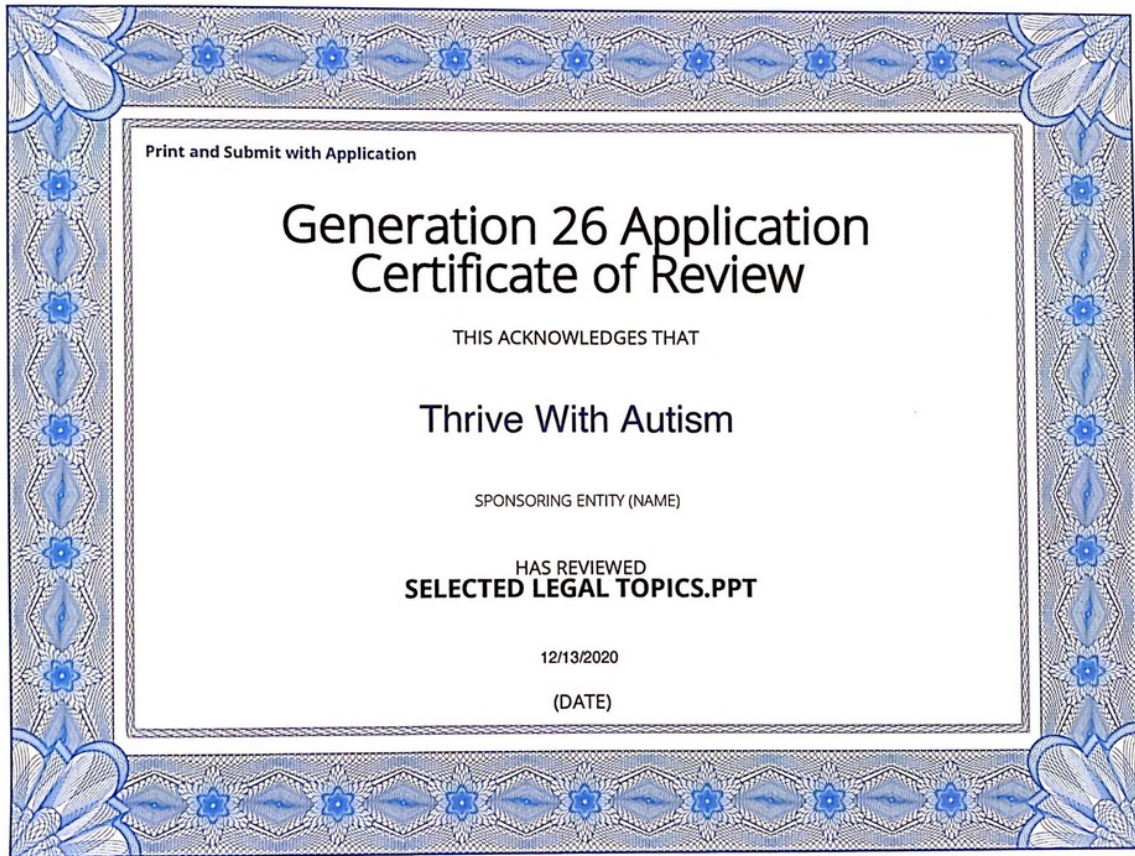 Print and Submit with Application
Generation 26 Application
Certificate of Review
THIS ACKNOWLEDGES THAT
Thrive With Autism
SPONSORING ENTITY (NAME)
HAS REVIEWED
SELECTED LEGAL TOPICS.PPT
12/13/2020
(DATE)